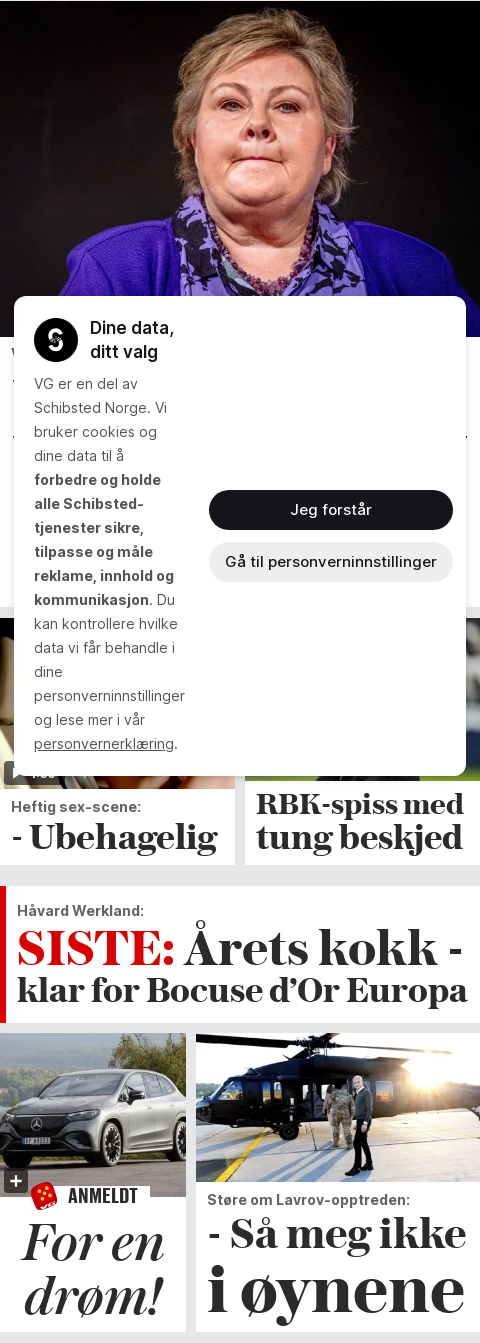 Dine data,
ditt valg
VG er en del av
Schibsted Norge. Vi
bruker cookies og
dine data til å
forbedre og holde
alle Schibsted-
tjenester sikre,
tilpasse og måle
reklame, innhold og
kommunikasjon. Du
kan kontrollere hvilke
data vi får behandle i
dine
personverninnstillinger
og lese mer i vår
personvernerklæring.
Jeg forstår
Gå til personverninnstillinger
Heftig sex-scene:
- Ubehagelig
RBK-spiss med
tung beskjed
Håvard Werkland:
SISTE: Årets kokk -
klar for Bocuse d’Or Europa
ANMELDT
For en
drøm!
Støre om Lavrov-opptreden:
- Så meg ikke
i øynene